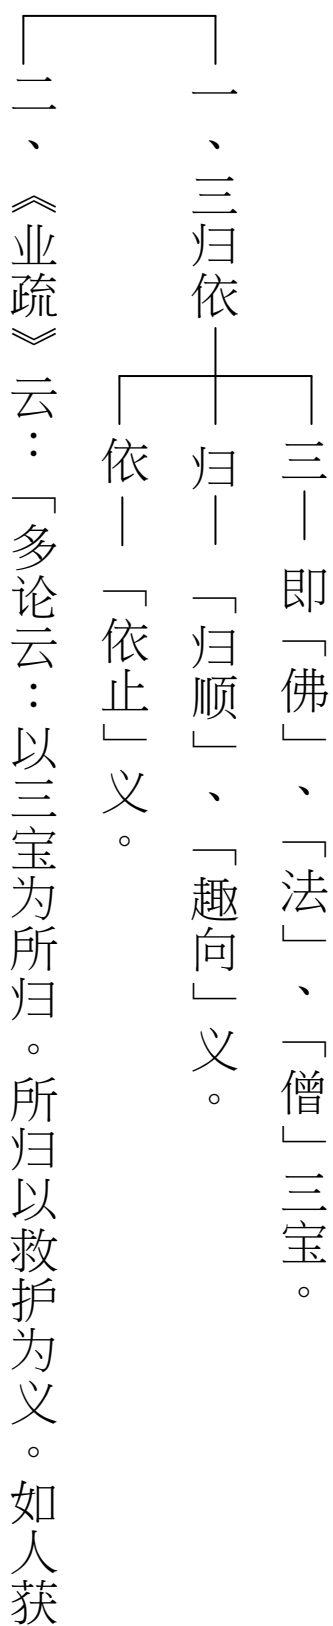 一、三归依
三—即「佛」、「法」、「僧」三宝。
归—「归顺」、「趣向」义。
依—「依止」义。
二、《业疏》云：「多论云：以三宝为所归。所归以救护为义。如人获